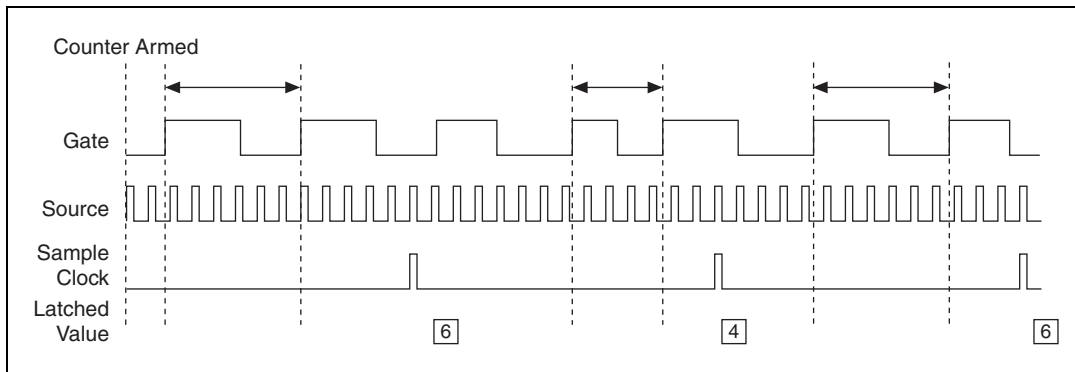 Counter Armed
Gate
Source
Sample
Clock
Latched
Value
6
4
6